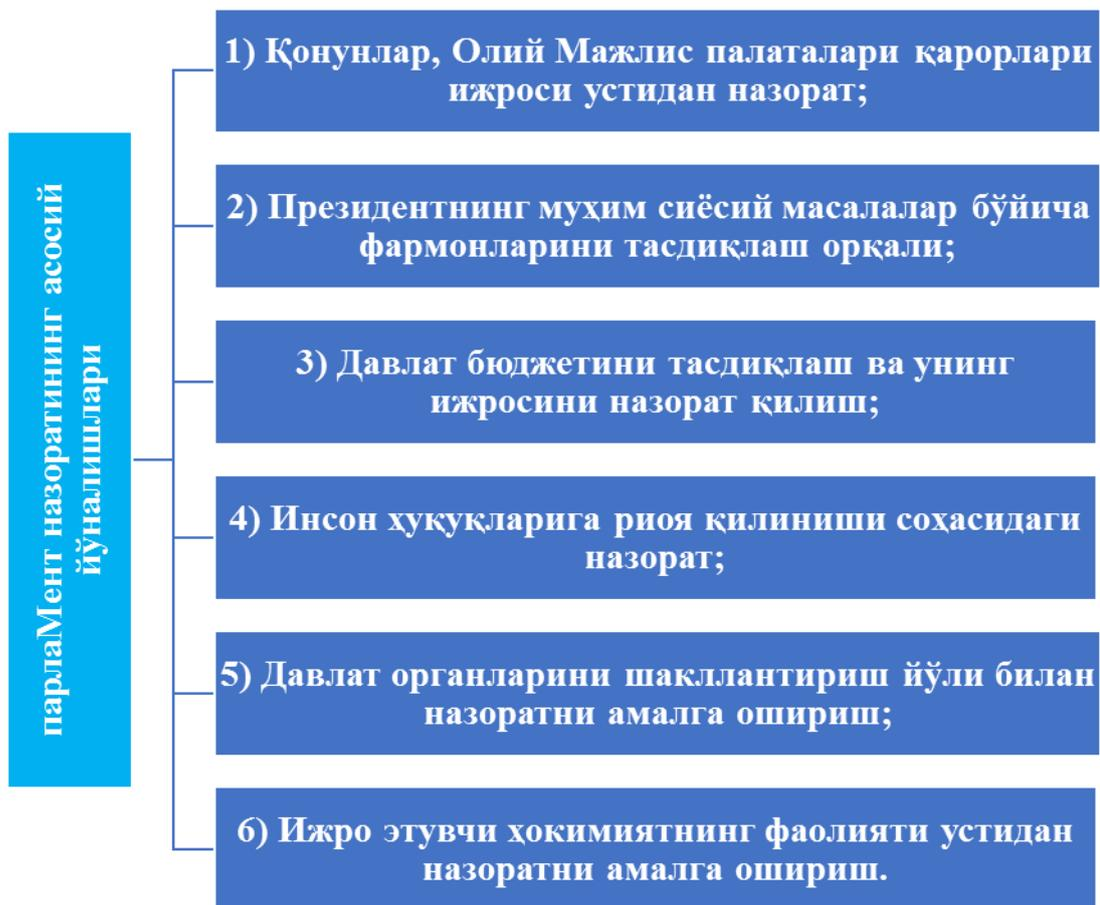 парлаМент назоратининг асосий
йўналишлари
1) Қонунлар, Олий Мажлис палаталари қарорлари
ижроси устидан назорат;
2) Президентнинг муҳим сиёсий масалалар бўйича
фармонларини тасдиқлаш орқали;
3) Давлат бюджетини тасдиқлаш ва унинг
ижросини назорат қилиш;
4) Инсон ҳуқуқларига риоя қилиниши соҳасидаги
назорат;
5) Давлат органларини шакллантириш йўли билан
назоратни амалга ошириш;
6) Ижро этувчи ҳокимиятнинг фаолияти устидан
назоратни амалга ошириш.